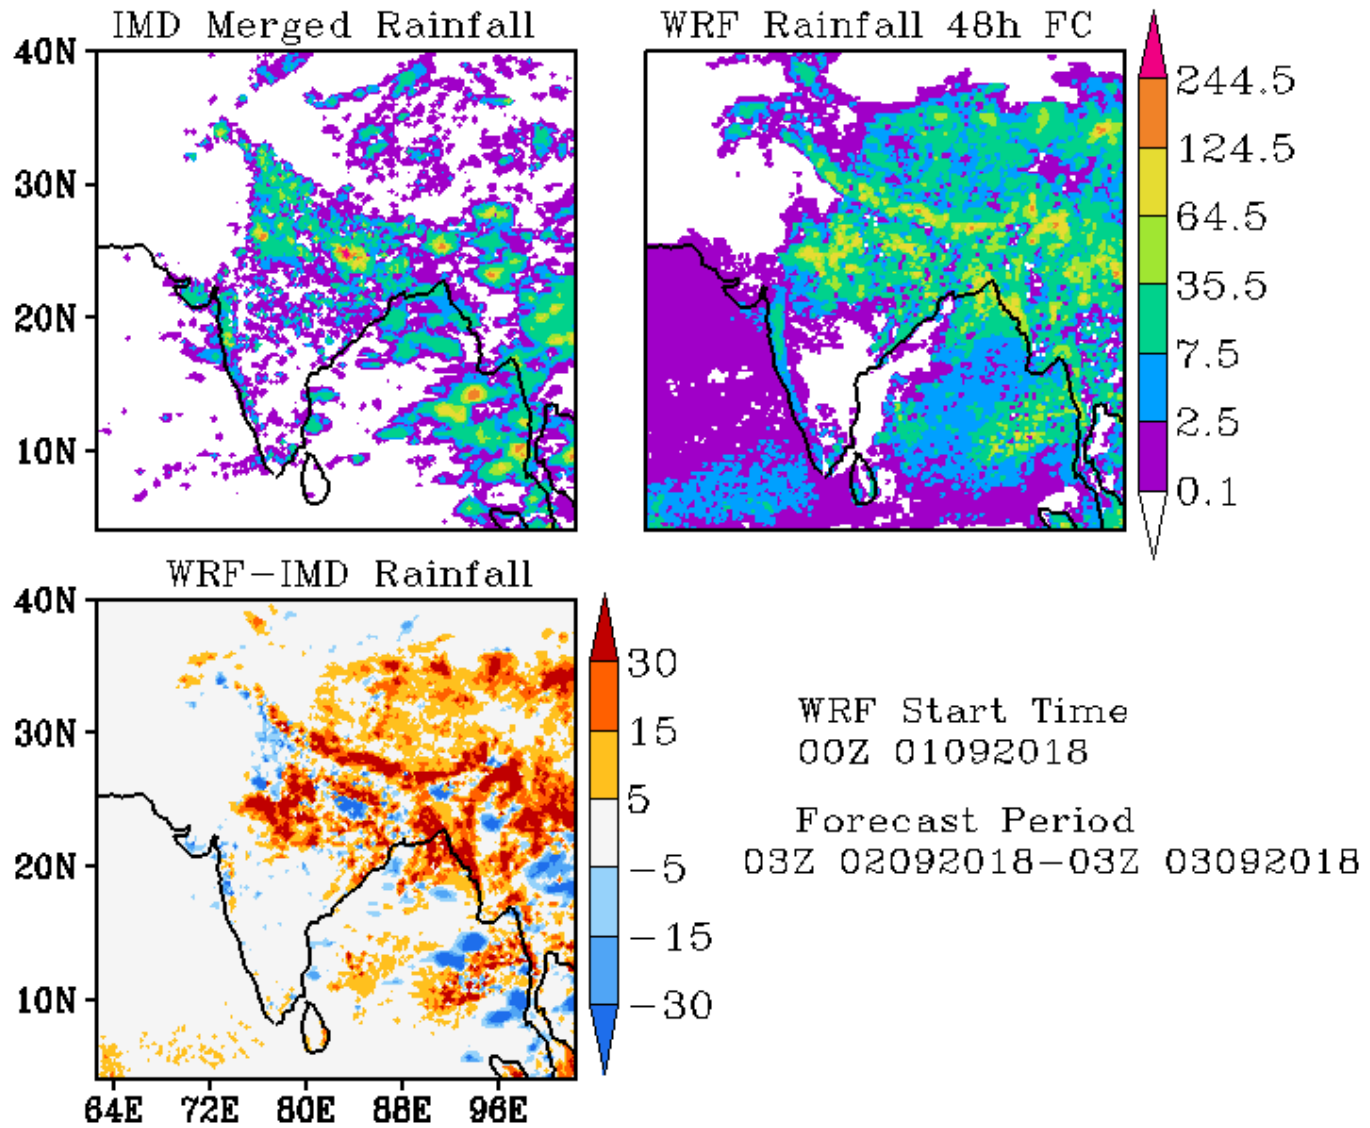 IMD Merged Rainfall
WRF Rainfall 48h FC
40N
30N
20N
10N
244.5
124.5
64.5
35.5
7.5
2.5
0.1
WRF-IMD Rainfall
40N
30N
20N
10N
64E 72E 80E 88E 96E
30
15
5
-5
-15
-30
WRF Start Time
00Z 01092018
Forecast Period
03Z 02092018-03Z 03092018